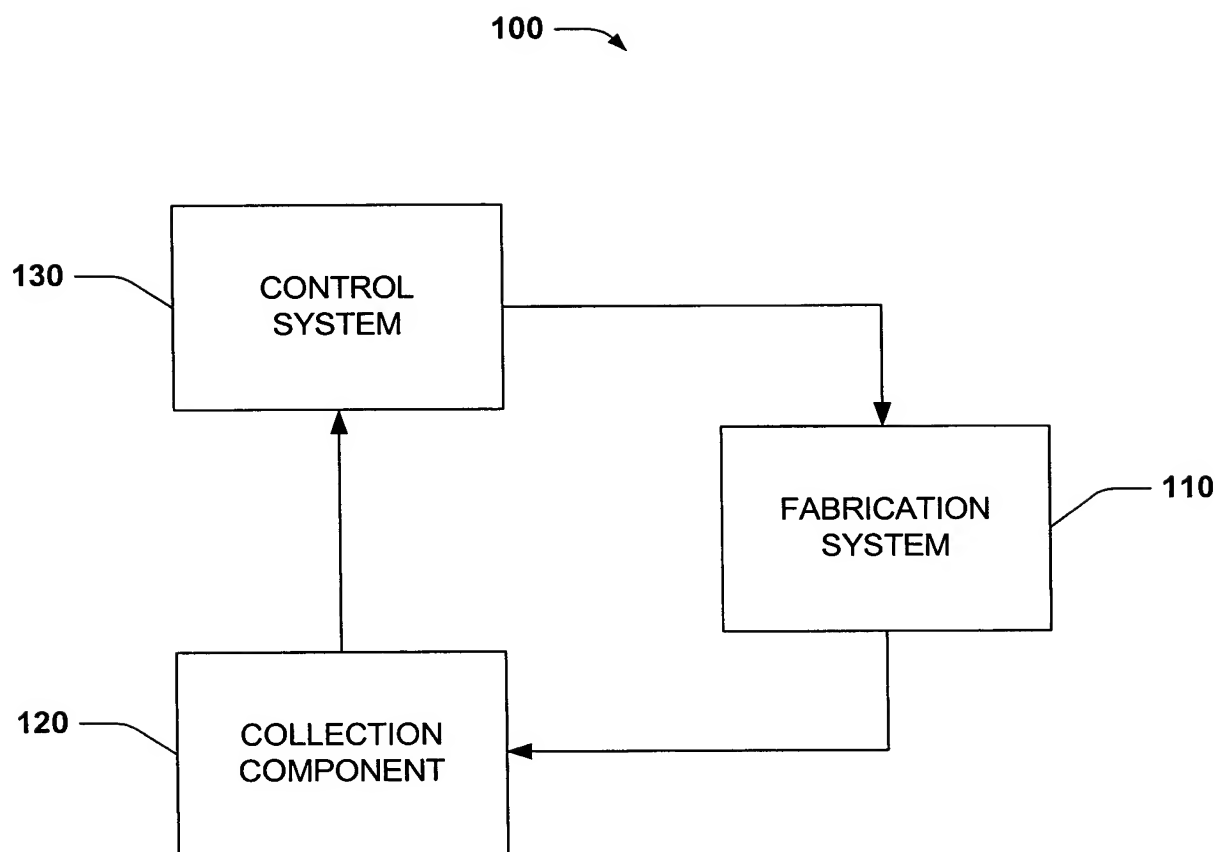 100
130
CONTROL
SYSTEM
FABRICATION
SYSTEM
110
120
COLLECTION
COMPONENT